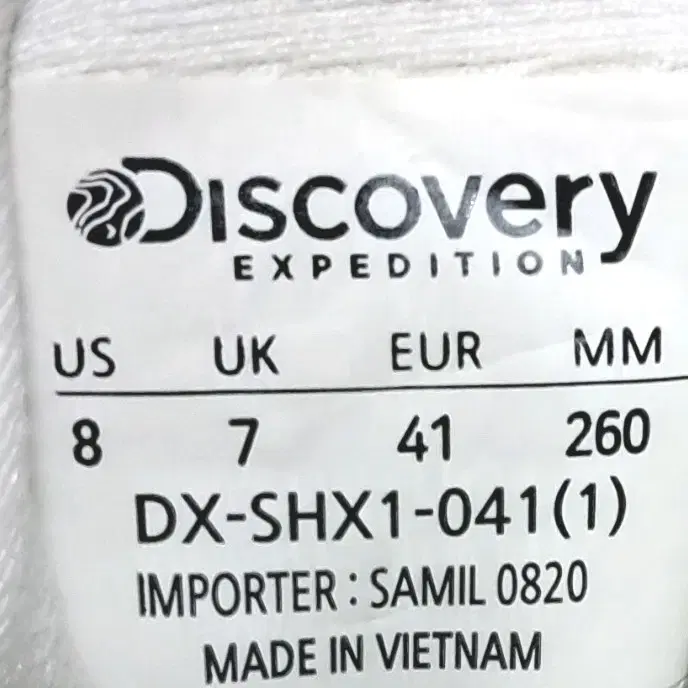 Discovery
EXPEDITION
US UK EUR MM
8 7 41 260
DX-SHX1-041(1)
IMPORTER : SAMIL 0820
MADE IN VIETNAM